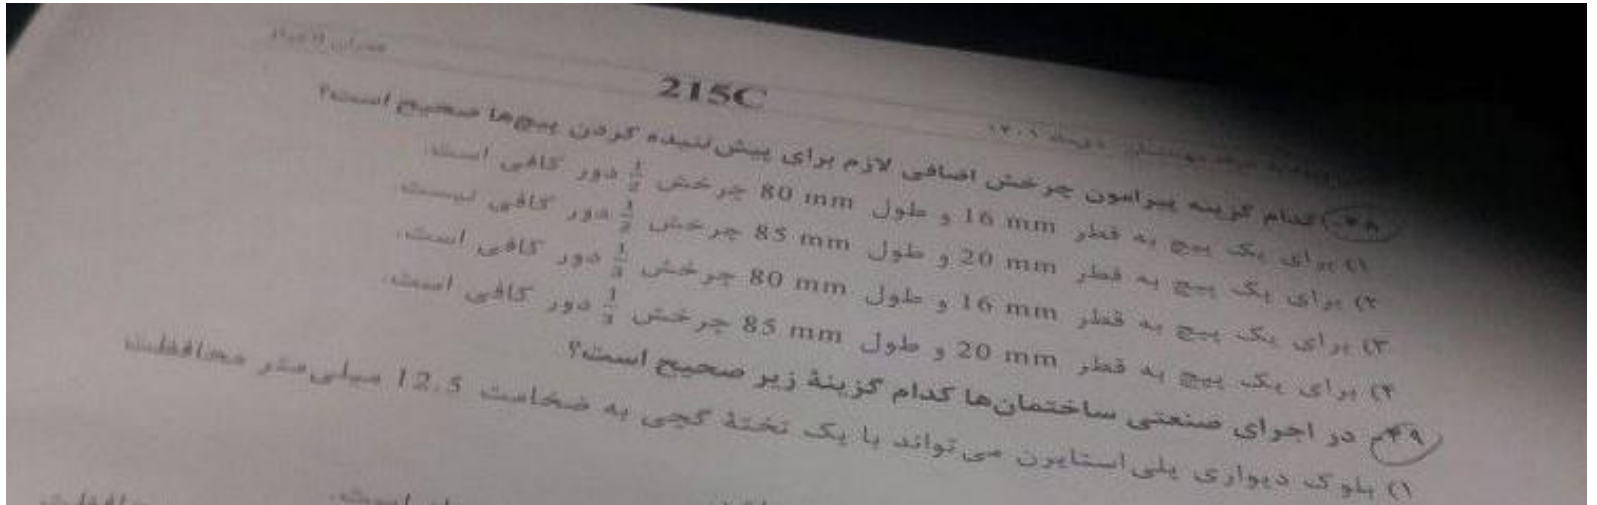 عمران (اجرا)
215C
۱۴۰۱
۴۸- کدام گزینه پیرامون چرخش اضافی لازم برای پیش‌تنیده کردن پیچ‌ها صحیح است؟
۱) برای یک پیچ به قطر 16 mm و طول 80 mm چرخش 1/2 دور کافی است.
۲) برای یک پیچ به قطر 20 mm و طول 85 mm چرخش 1/2 دور کافی نیست.
۳) برای یک پیچ به قطر 16 mm و طول 80 mm چرخش 1/3 دور کافی است.
۴) برای یک پیچ به قطر 20 mm و طول 85 mm چرخش 1/3 دور کافی است.
۴۹- در اجرای صنعتی ساختمان‌ها کدام گزینهٔ زیر صحیح است؟
۱) بلوک دیواری پلی‌استایرن می‌تواند با یک تختهٔ گچی به ضخامت 12.5 میلی‌متر محافظت